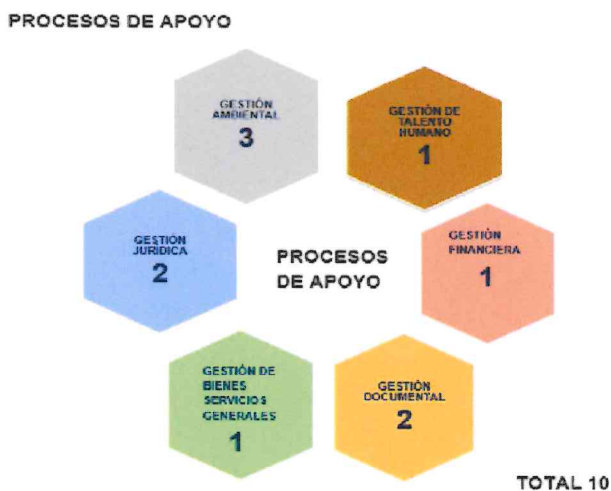 PROCESOS DE APOYO
GESTIÓN
AMBIENTAL
3
GESTIÓN DE
TALENTO
HUMANO
1
GESTIÓN
JURÍDICA
2
PROCESOS
DE APOYO
GESTIÓN
FINANCIERA
1
GESTIÓN DE
BIENES
SERVICIOS
GENERALES
1
GESTIÓN
DOCUMENTAL
2
TOTAL 10